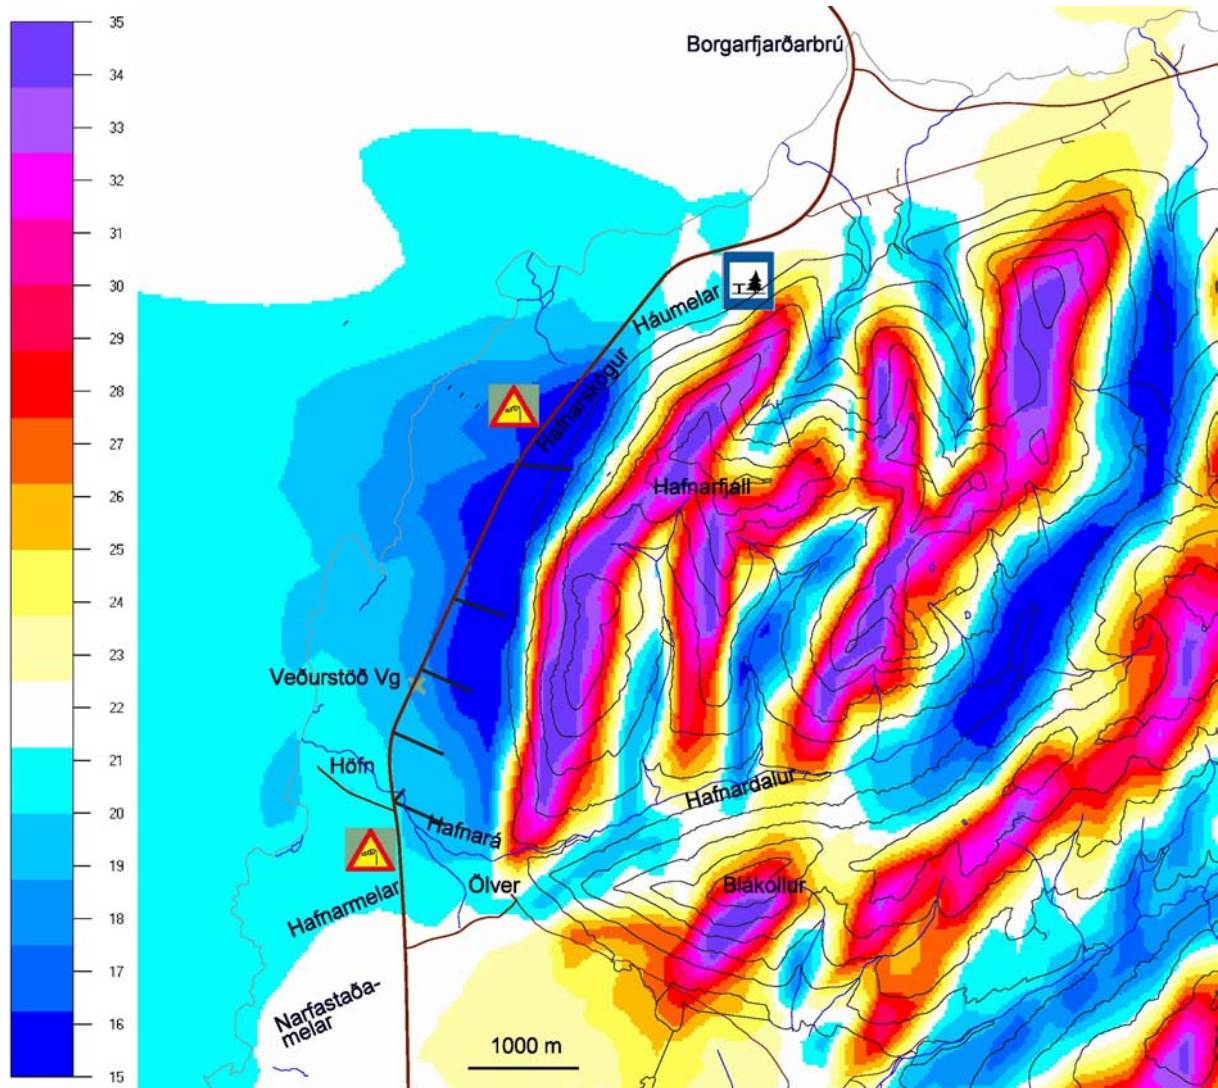 35
34
33
32
31
30
29
28
27
26
25
24
23
22
21
20
19
18
17
16
15
Borgarfjarðarbrú
Háumelar
Hafnarskógur
Hafnarfjall
Veðurstöð Vg
Höfn
Hafnardalur
Hafnará
Ölver
Blákollur
Hafnarmelar
Narfastaða-
melar
1000 m